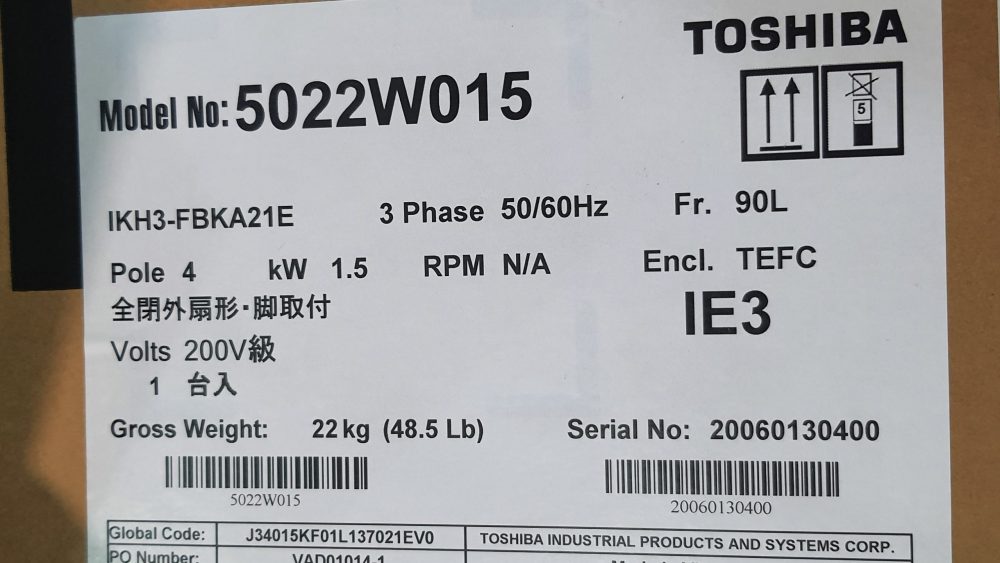 TOSHIBA
Model No: 5022W015
5
IKH3-FBKA21E 3 Phase 50/60Hz Fr. 90L
Pole 4 kW 1.5 RPM N/A Encl. TEFC
全閉外扇形・脚取付
IE3
Volts 200V級
1 台入
Gross Weight: 22kg (48.5 Lb) Serial No: 20060130400
5022W015 20060130400
Global Code: J34015KF01L137021EV0 TOSHIBA INDUSTRIAL PRODUCTS AND SYSTEMS CORP.
PO Number: VAD01014-1